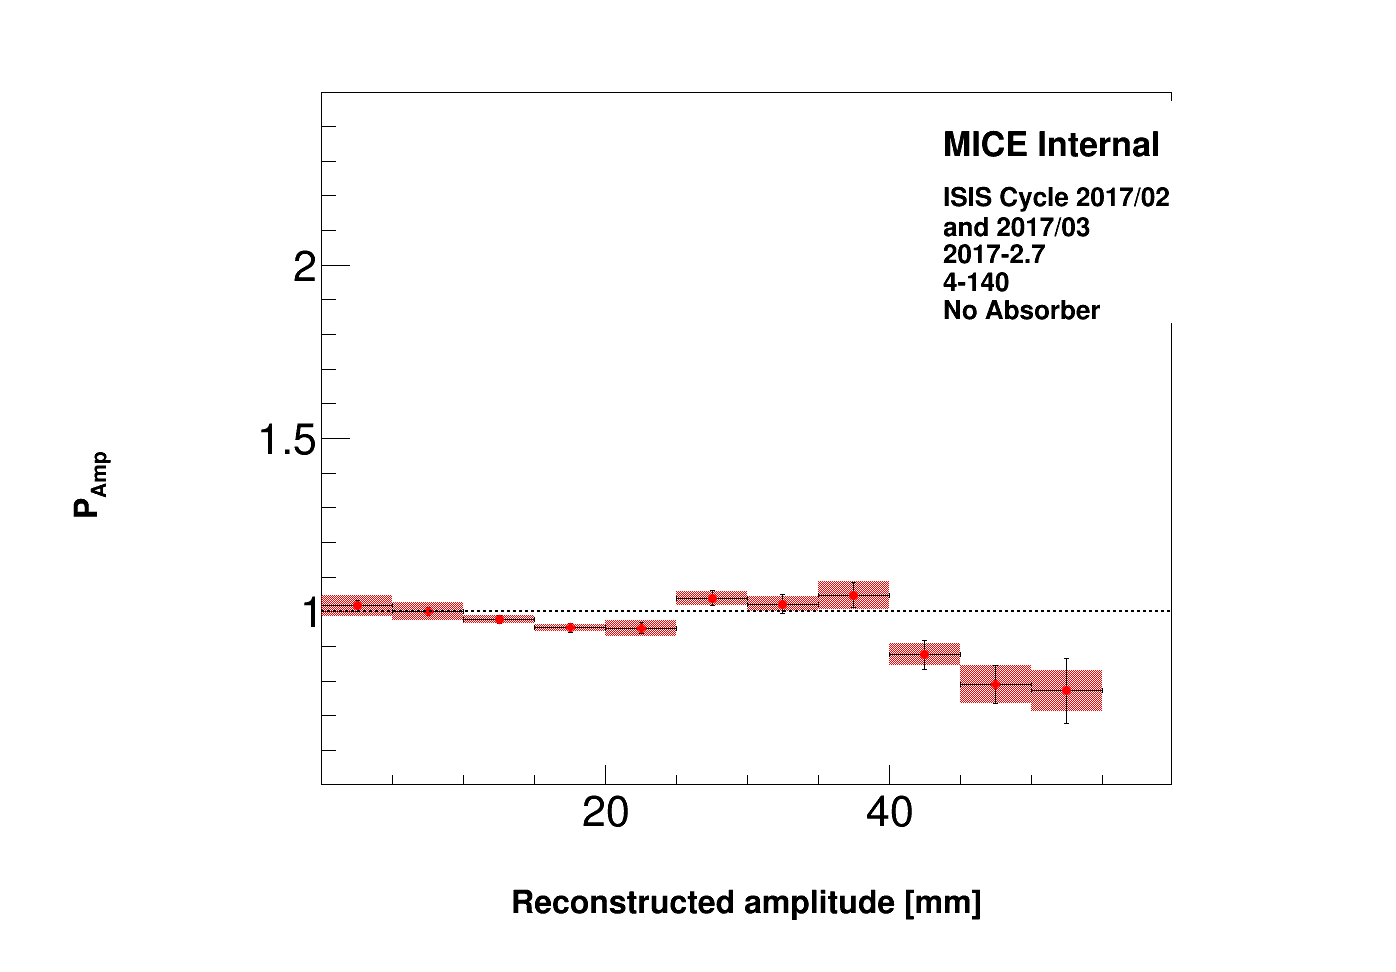 MICE Internal
ISIS Cycle 2017/02
and 2017/03
2017-2.7
4-140
No Absorber
2
1.5
1
P_Amp
20
40
Reconstructed amplitude [mm]